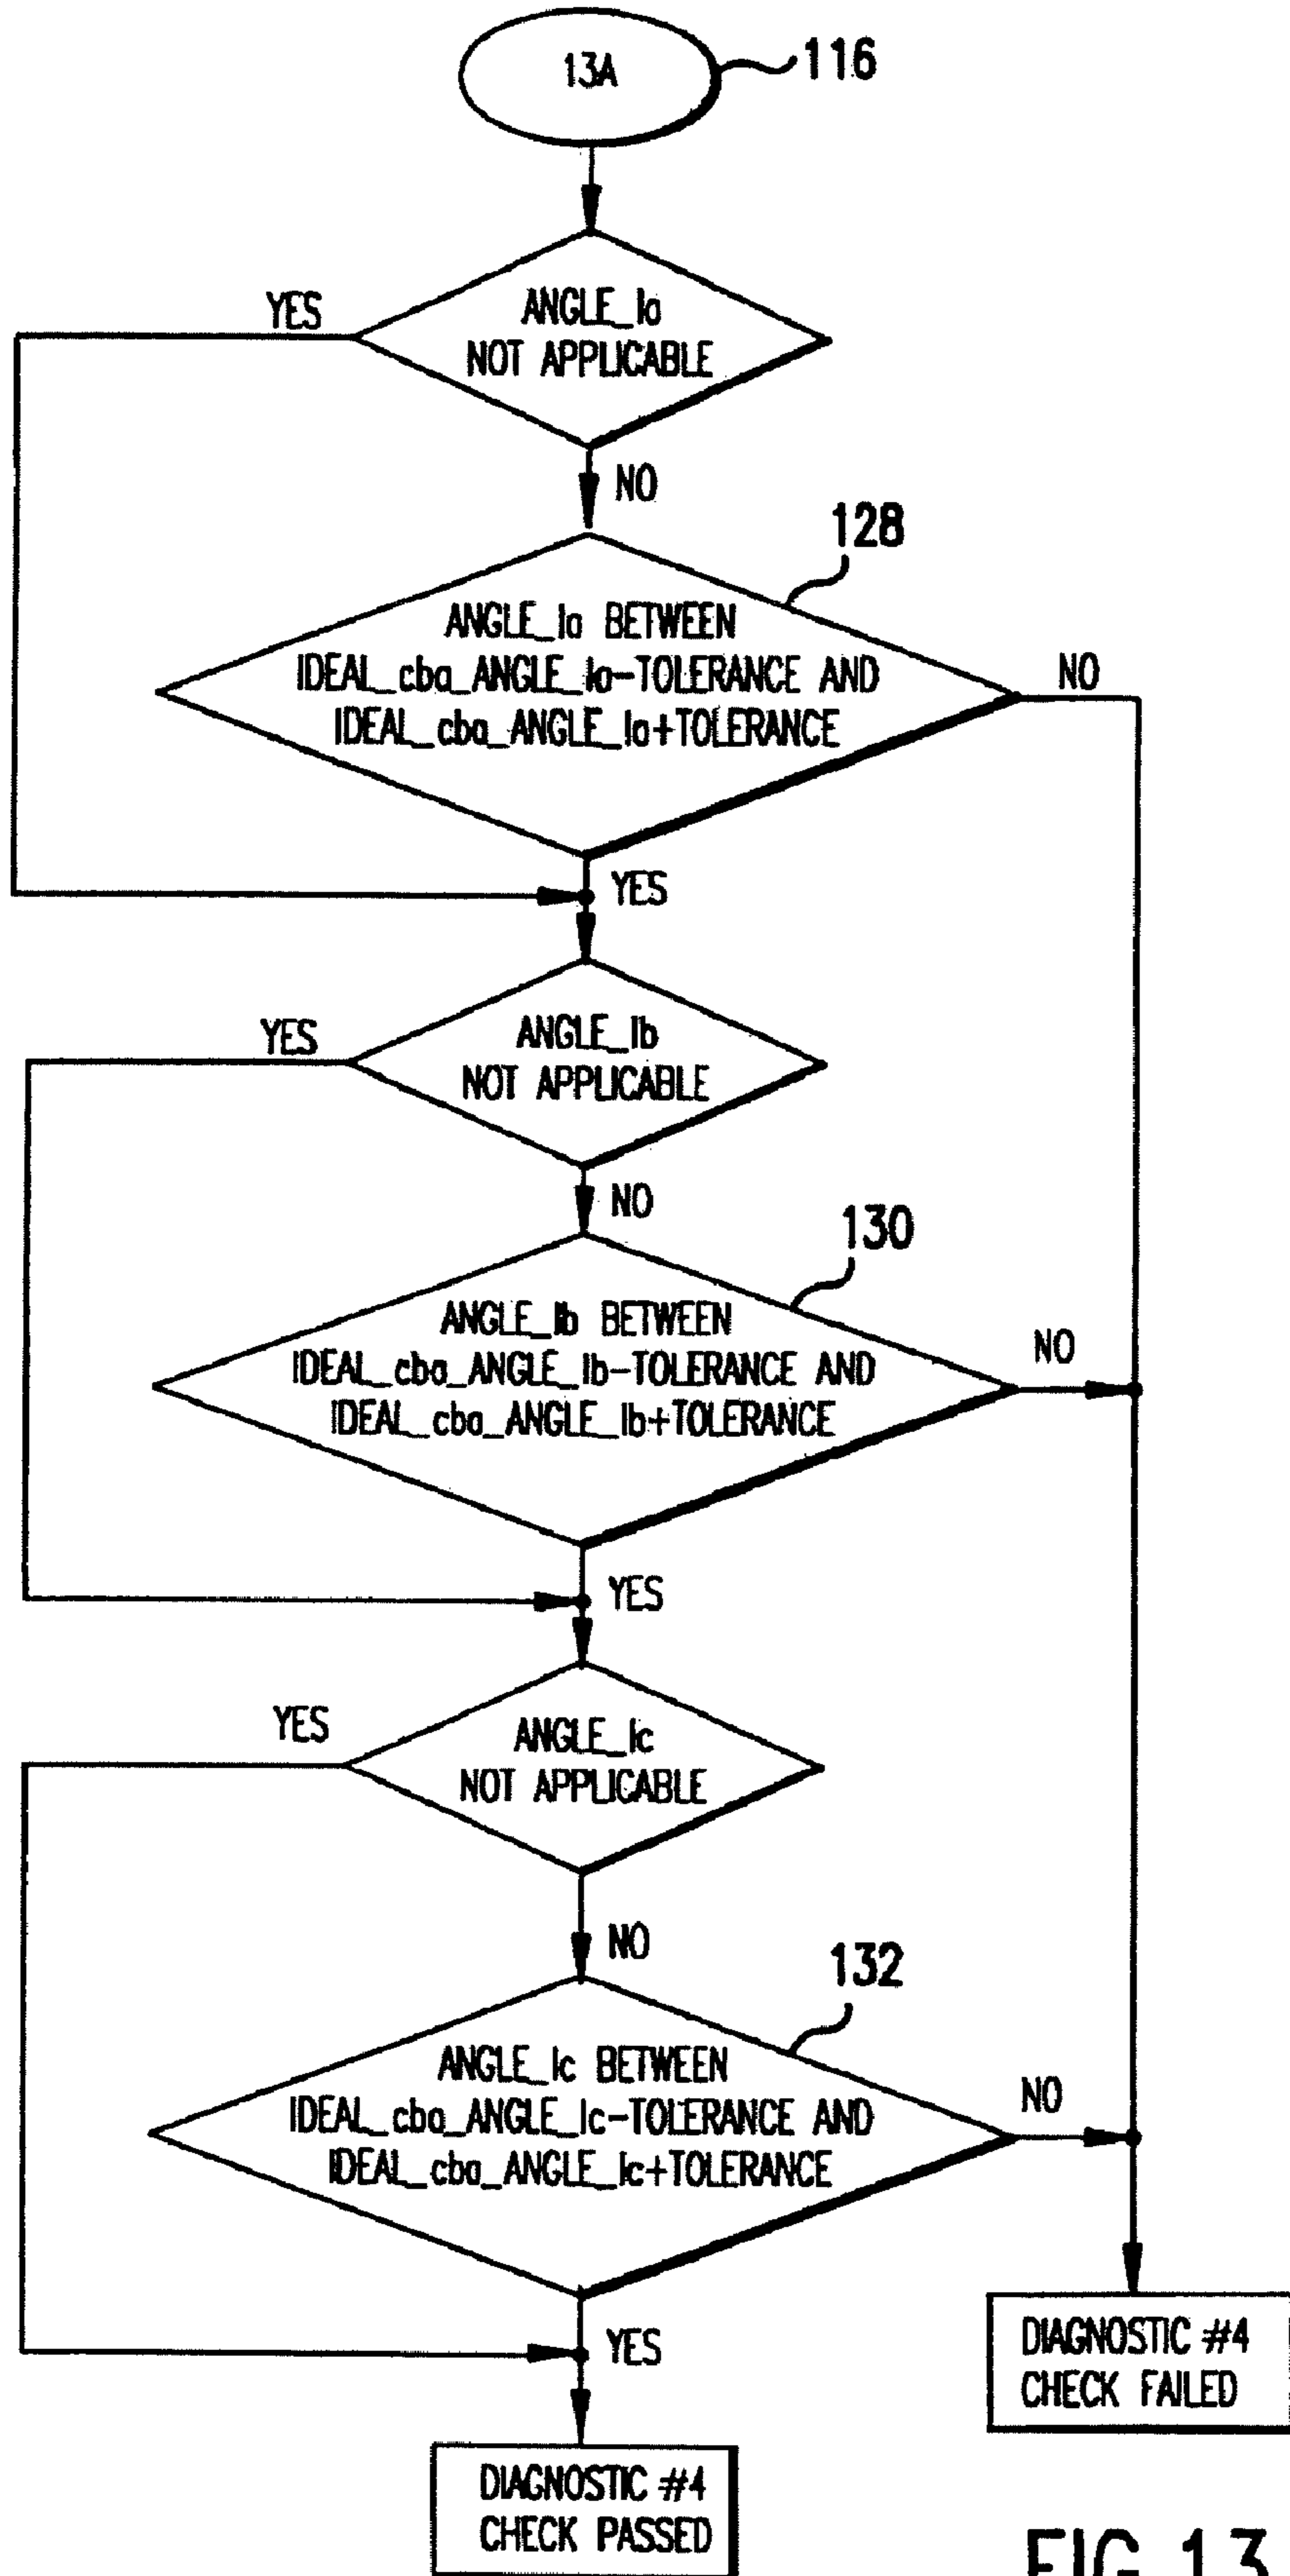 13A
116
ANGLE_Ia
NOT APPLICABLE
YES
NO
128
ANGLE_Ia BETWEEN
IDEAL_cba_ANGLE_Ia-TOLERANCE AND
IDEAL_cba_ANGLE_Ia+TOLERANCE
NO
YES
ANGLE_Ib
NOT APPLICABLE
YES
NO
130
ANGLE_Ib BETWEEN
IDEAL_cba_ANGLE_Ib-TOLERANCE AND
IDEAL_cba_ANGLE_Ib+TOLERANCE
NO
YES
ANGLE_Ic
NOT APPLICABLE
YES
NO
132
ANGLE_Ic BETWEEN
IDEAL_cba_ANGLE_Ic-TOLERANCE AND
IDEAL_cba_ANGLE_Ic+TOLERANCE
NO
YES
DIAGNOSTIC #4
CHECK FAILED
DIAGNOSTIC #4
CHECK PASSED
FIG.13